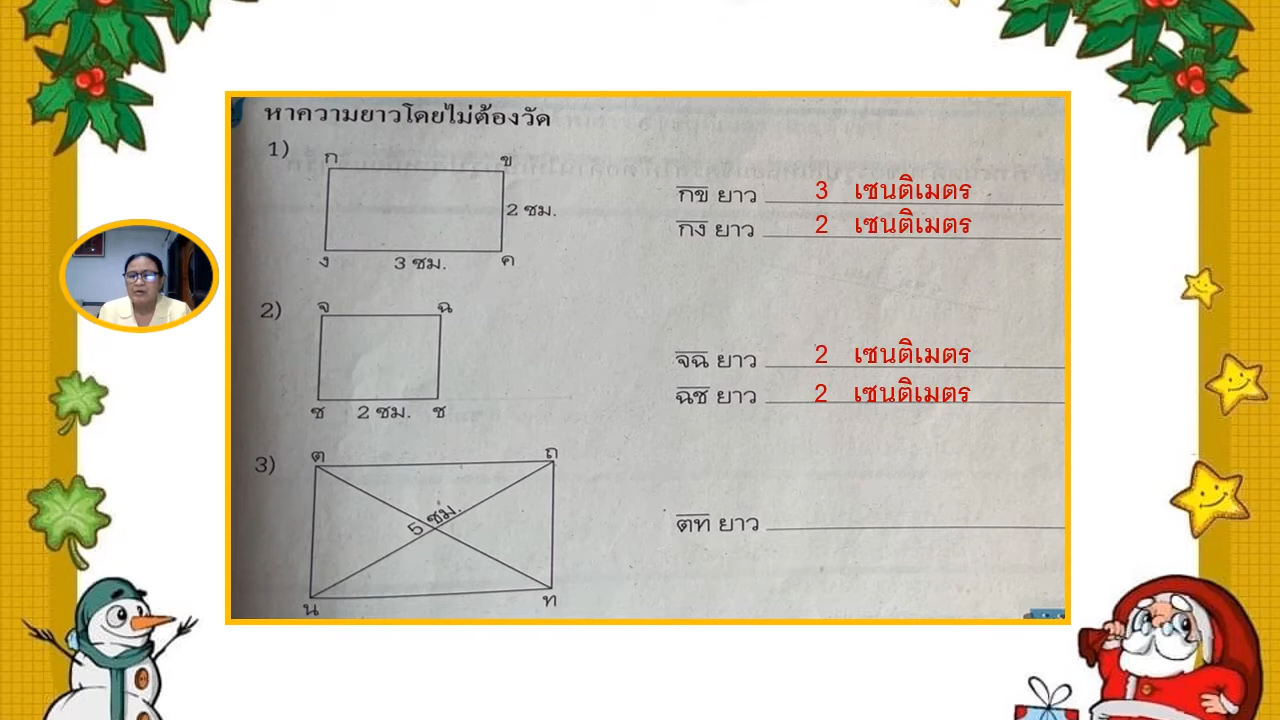 หาความยาวโดยไม่ต้องวัด
1)
ก ข
2 ซม.
ง 3 ซม. ค
กข ยาว 3 เซนติเมตร
กง ยาว 2 เซนติเมตร
2)
จ ฉ
ซ 2 ซม. ช
จฉ ยาว 2 เซนติเมตร
ฉช ยาว 2 เซนติเมตร
3)
ต ถ
5 ซม.
น ท
ตท ยาว